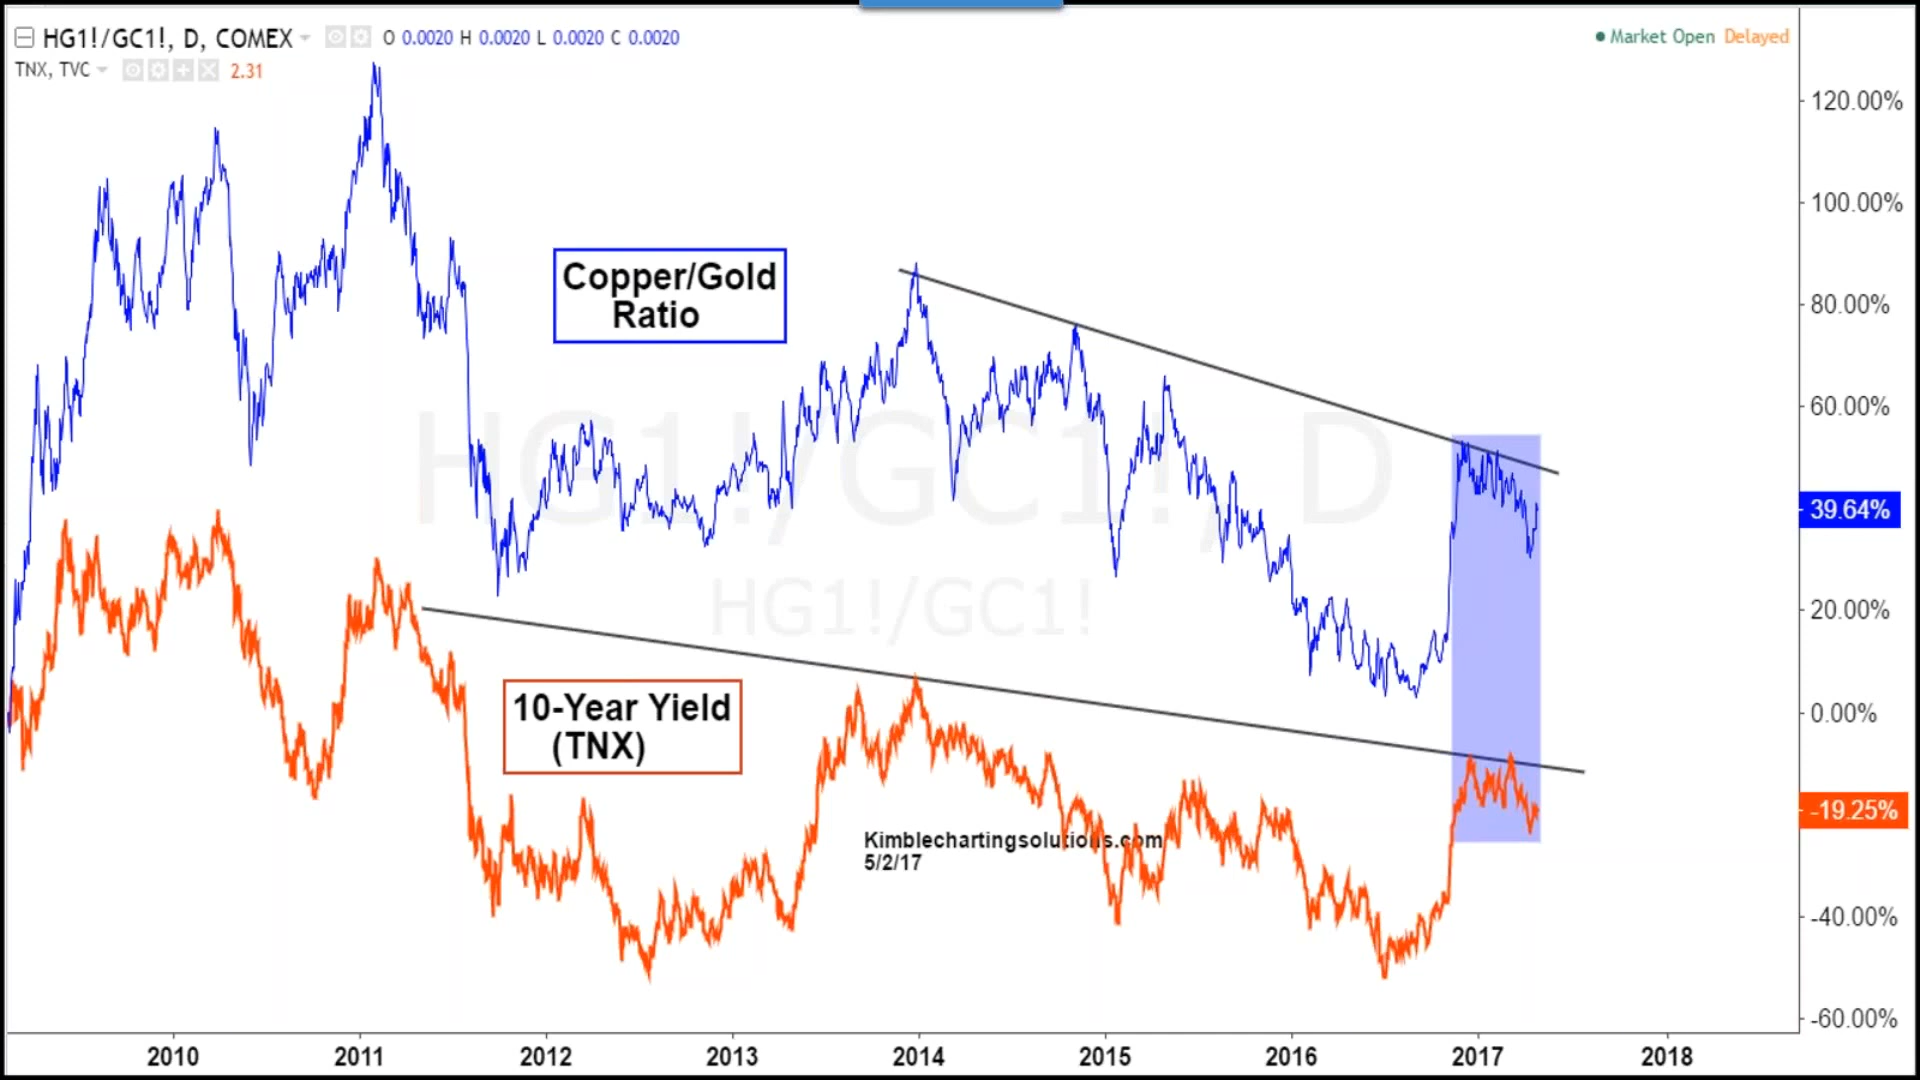 HG1!/GC1!, D, COMEX O 0.0020 H 0.0020 L 0.0020 C 0.0020
Market Open Delayed
TNX, TVC 2.31
120.00%
100.00%
80.00%
60.00%
39.64%
20.00%
0.00%
-19.25%
-40.00%
-60.00%
Copper/Gold
Ratio
HG1!/GC1!, D
HG1!/GC1!
10-Year Yield
(TNX)
Kimblechartingsolutions.com
5/2/17
2010 2011 2012 2013 2014 2015 2016 2017 2018